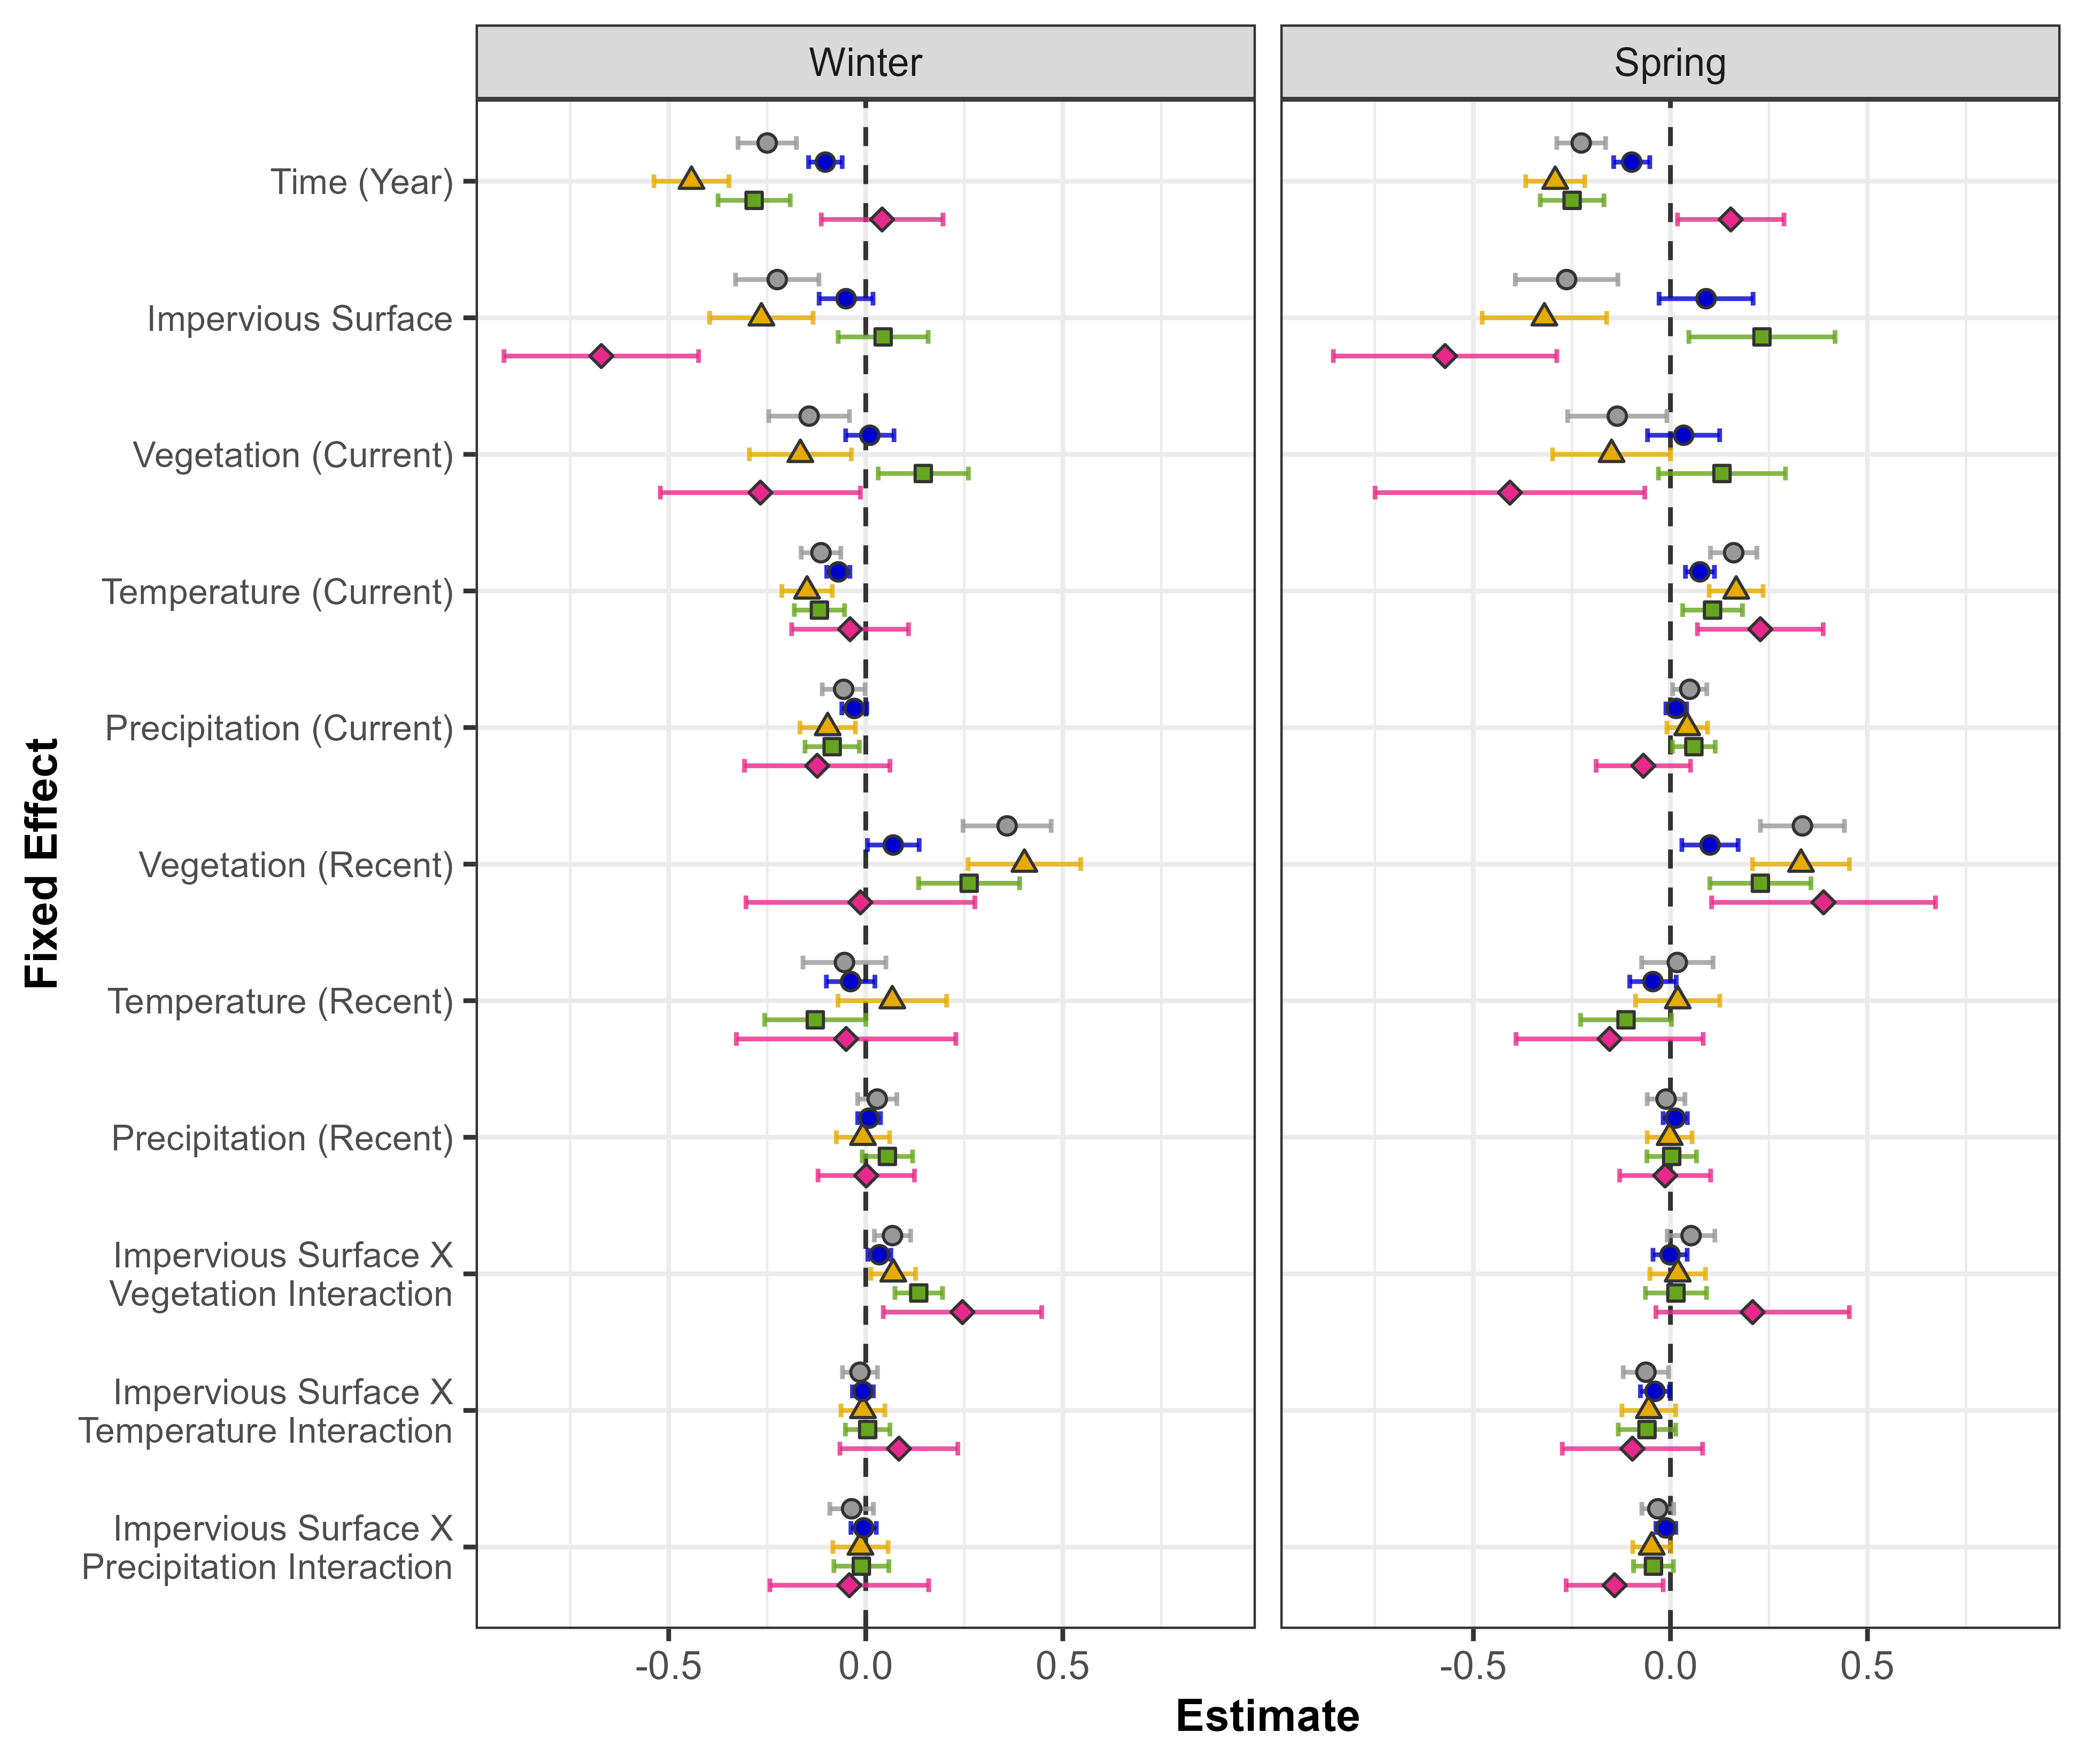 Winter
Spring
Fixed Effect
Time (Year)
Impervious Surface
Vegetation (Current)
Temperature (Current)
Precipitation (Current)
Vegetation (Recent)
Temperature (Recent)
Precipitation (Recent)
Impervious Surface X
Vegetation Interaction
Impervious Surface X
Temperature Interaction
Impervious Surface X
Precipitation Interaction
-0.5 0.0 0.5
-0.5 0.0 0.5
Estimate